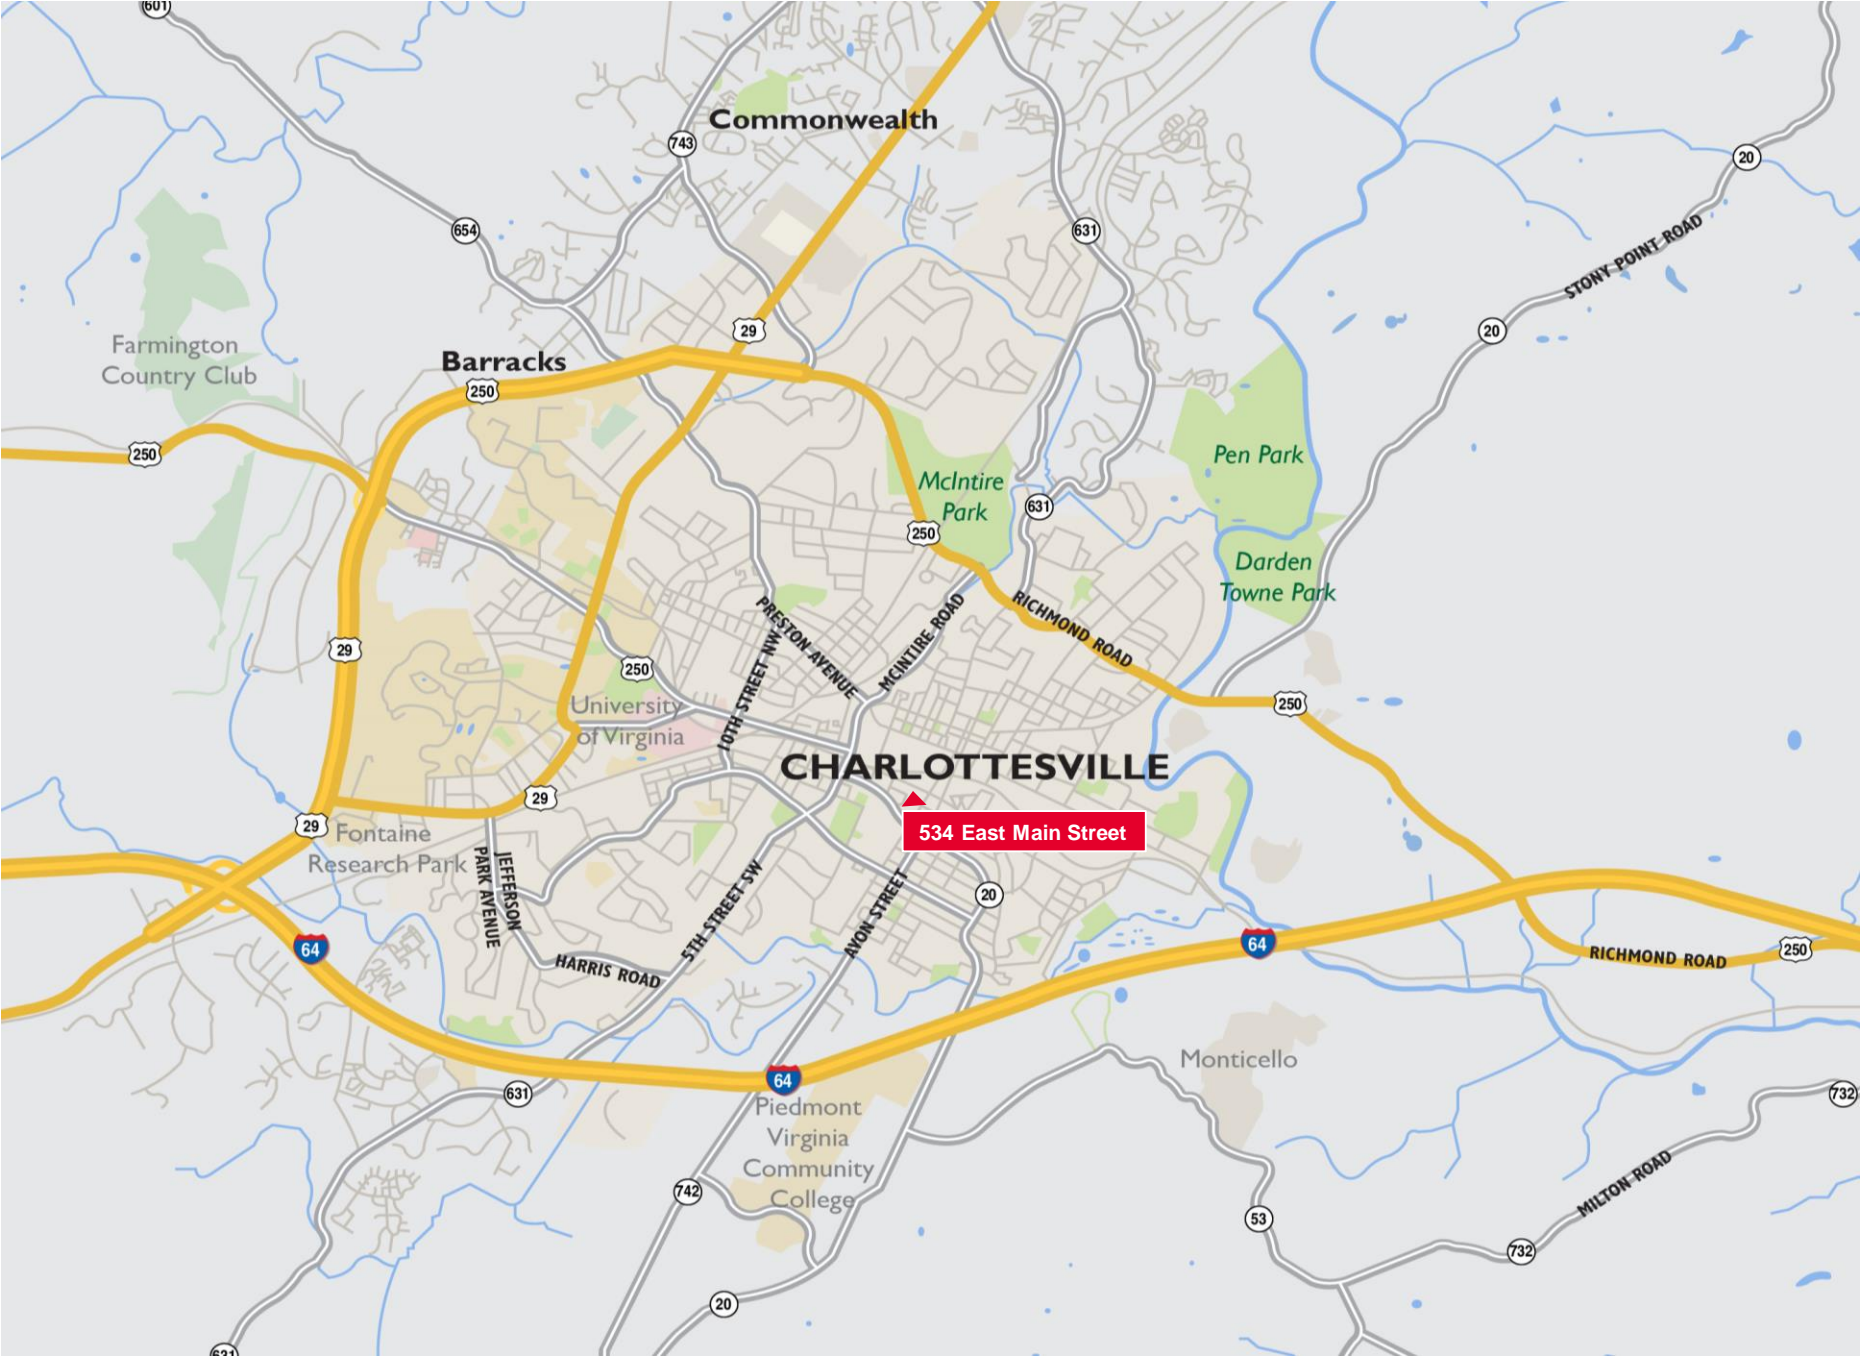 601
Commonwealth
743
20
654
631
STONY POINT ROAD
29
20
Farmington
Country Club
Barracks
250
250
Pen Park
McIntire
Park
631
250
Darden
Towne Park
PRESTON AVENUE
MCINTIRE ROAD
RICHMOND ROAD
10TH STREET NW
29
250
University
of Virginia
250
CHARLOTTESVILLE
29
534 East Main Street
29
Fontaine
Research Park
JEFFERSON
PARK AVENUE
5TH STREET SW
AVON STREET
20
64
64
HARRIS ROAD
RICHMOND ROAD
250
Monticello
64
631
Piedmont
Virginia
Community
College
732
742
MILTON ROAD
53
732
20
631